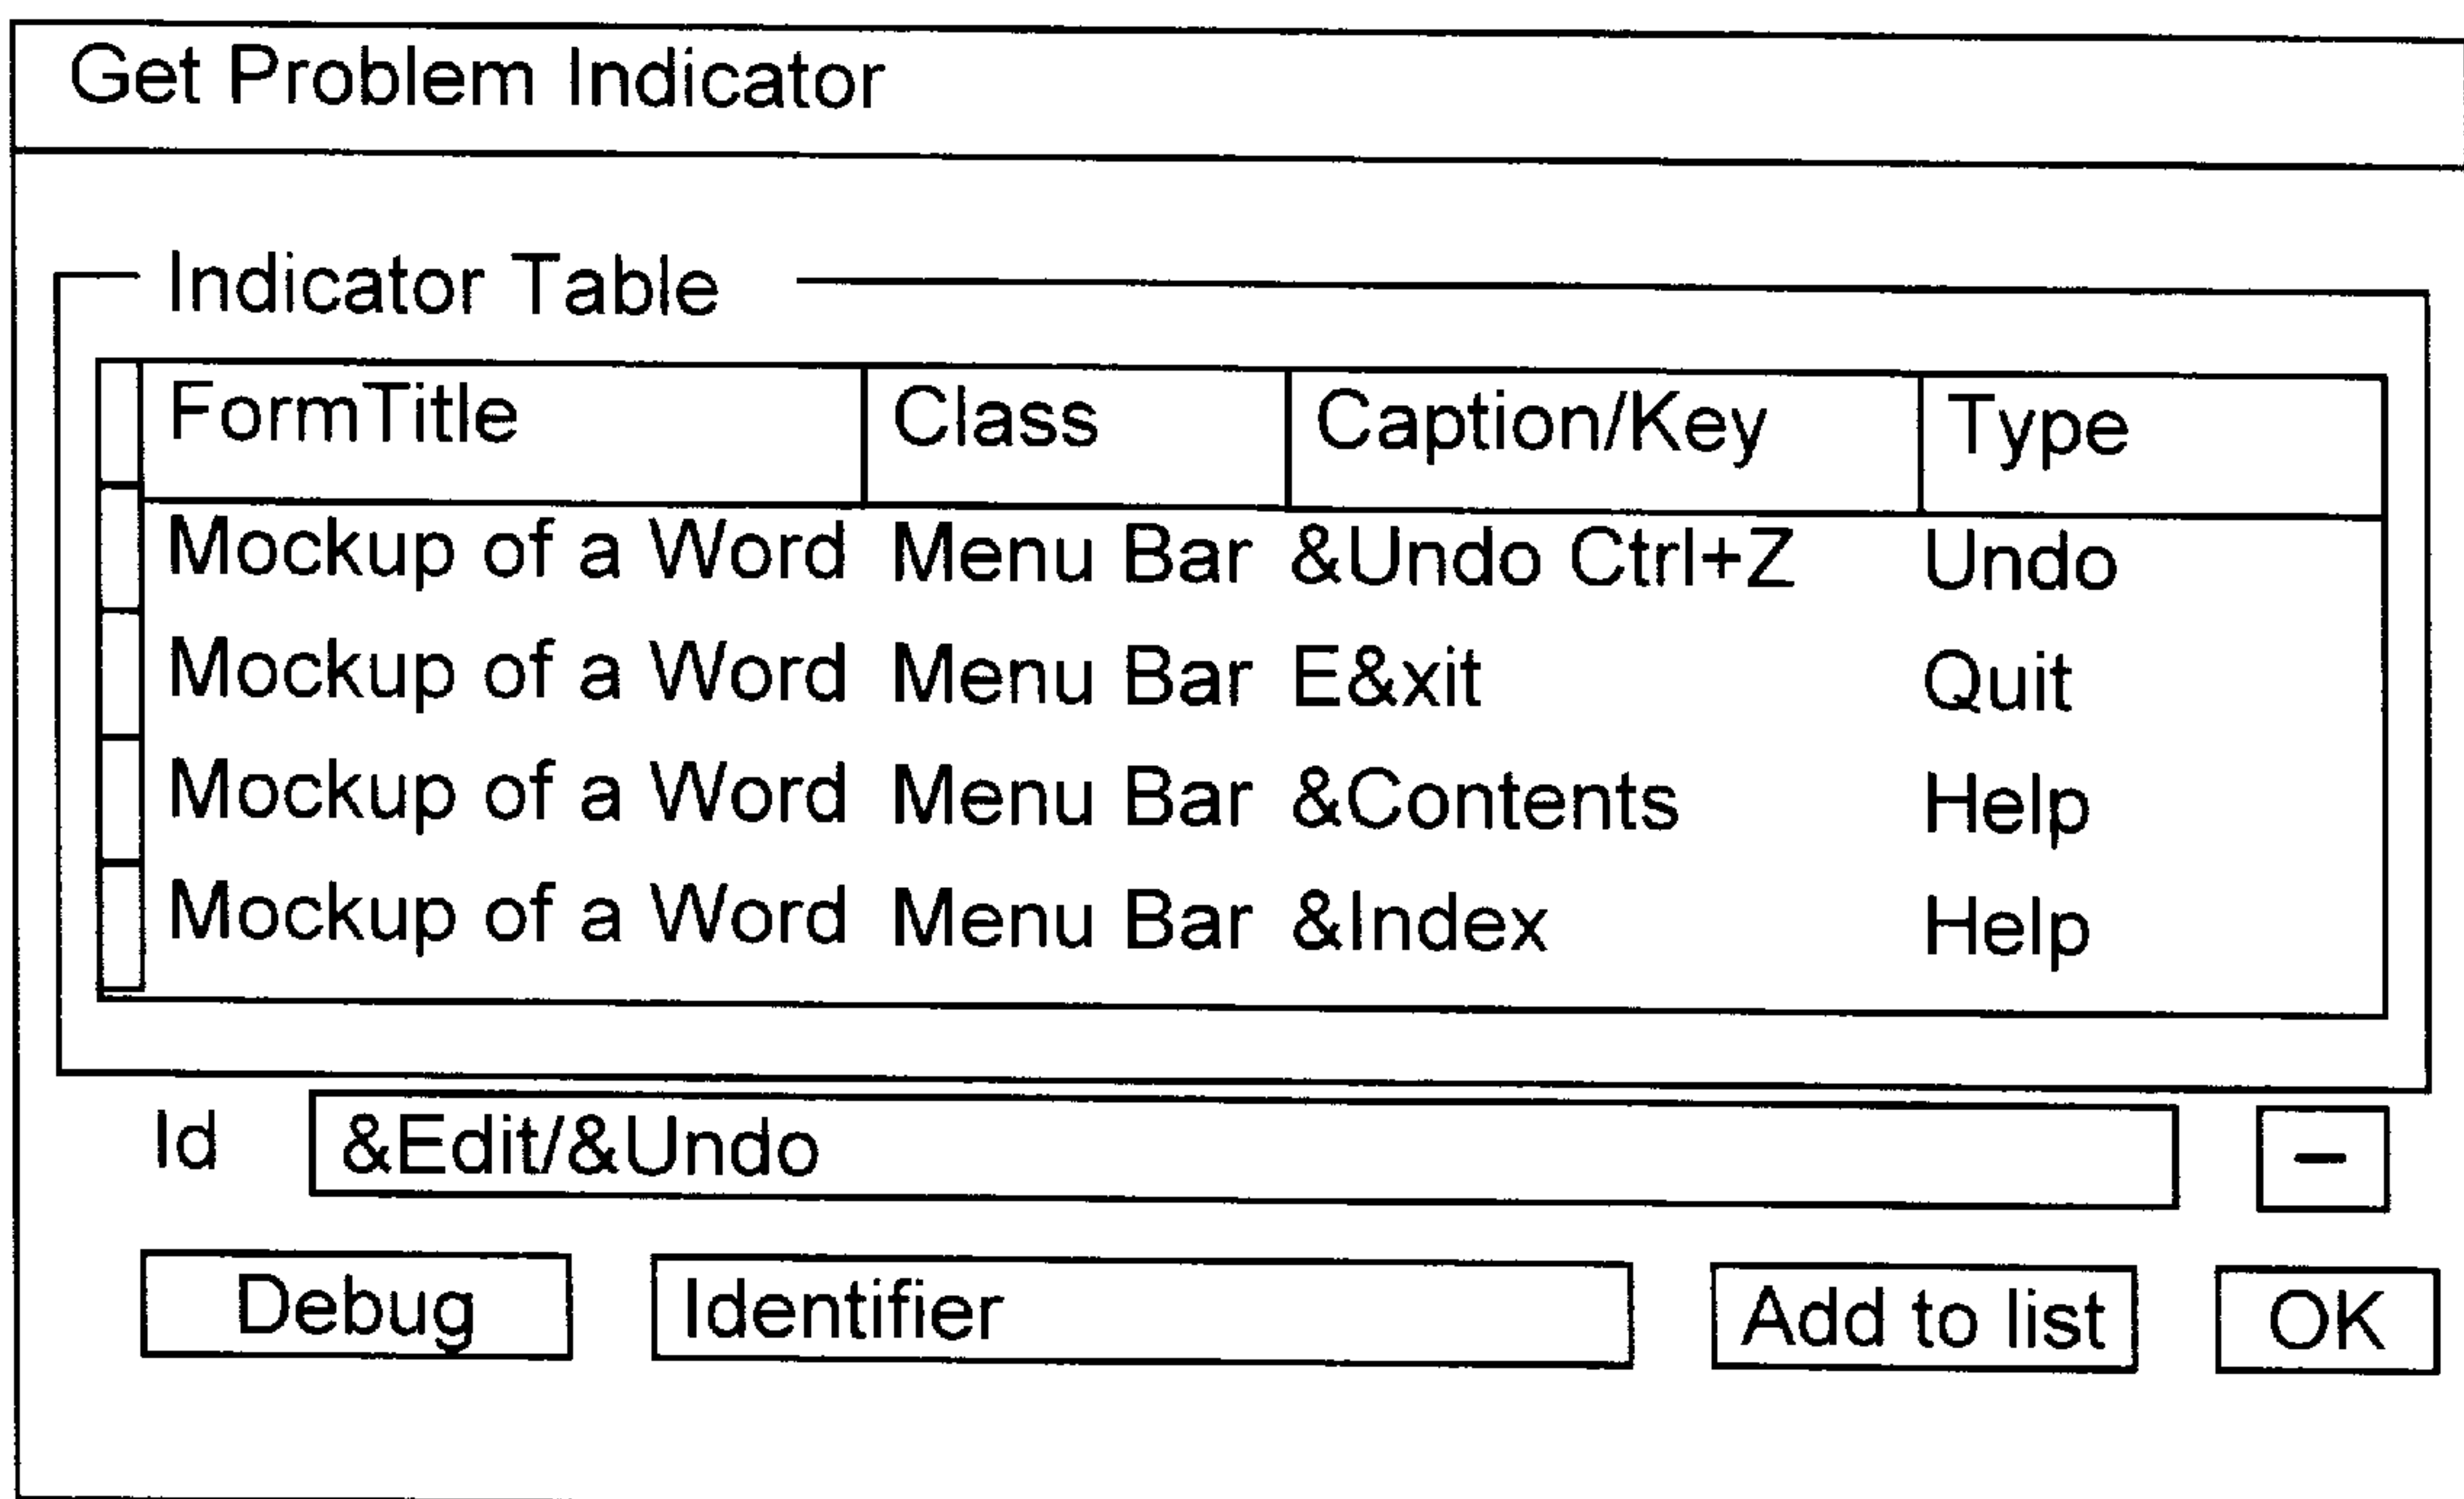 Get Problem Indicator
Indicator Table
FormTitle Class Caption/Key Type
Mockup of a Word Menu Bar &Undo Ctrl+Z Undo
Mockup of a Word Menu Bar E&xit Quit
Mockup of a Word Menu Bar &Contents Help
Mockup of a Word Menu Bar &Index Help
Id &Edit/&Undo –
Debug Identifier Add to list OK